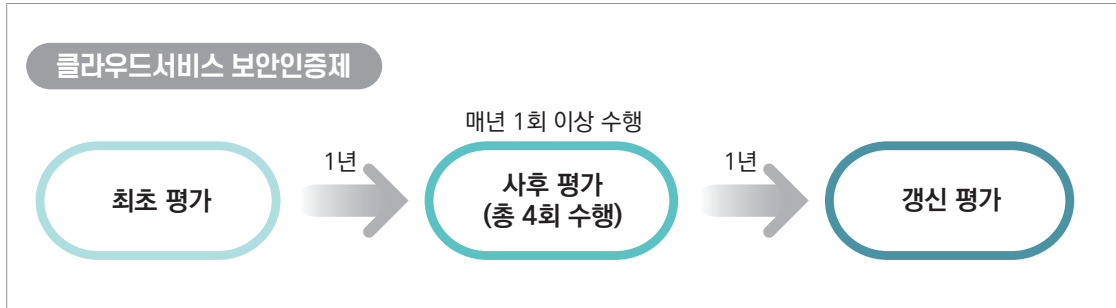 클라우드서비스 보안인증제
매년 1회 이상 수행
최초 평가
1년
사후 평가
(총 4회 수행)
1년
갱신 평가